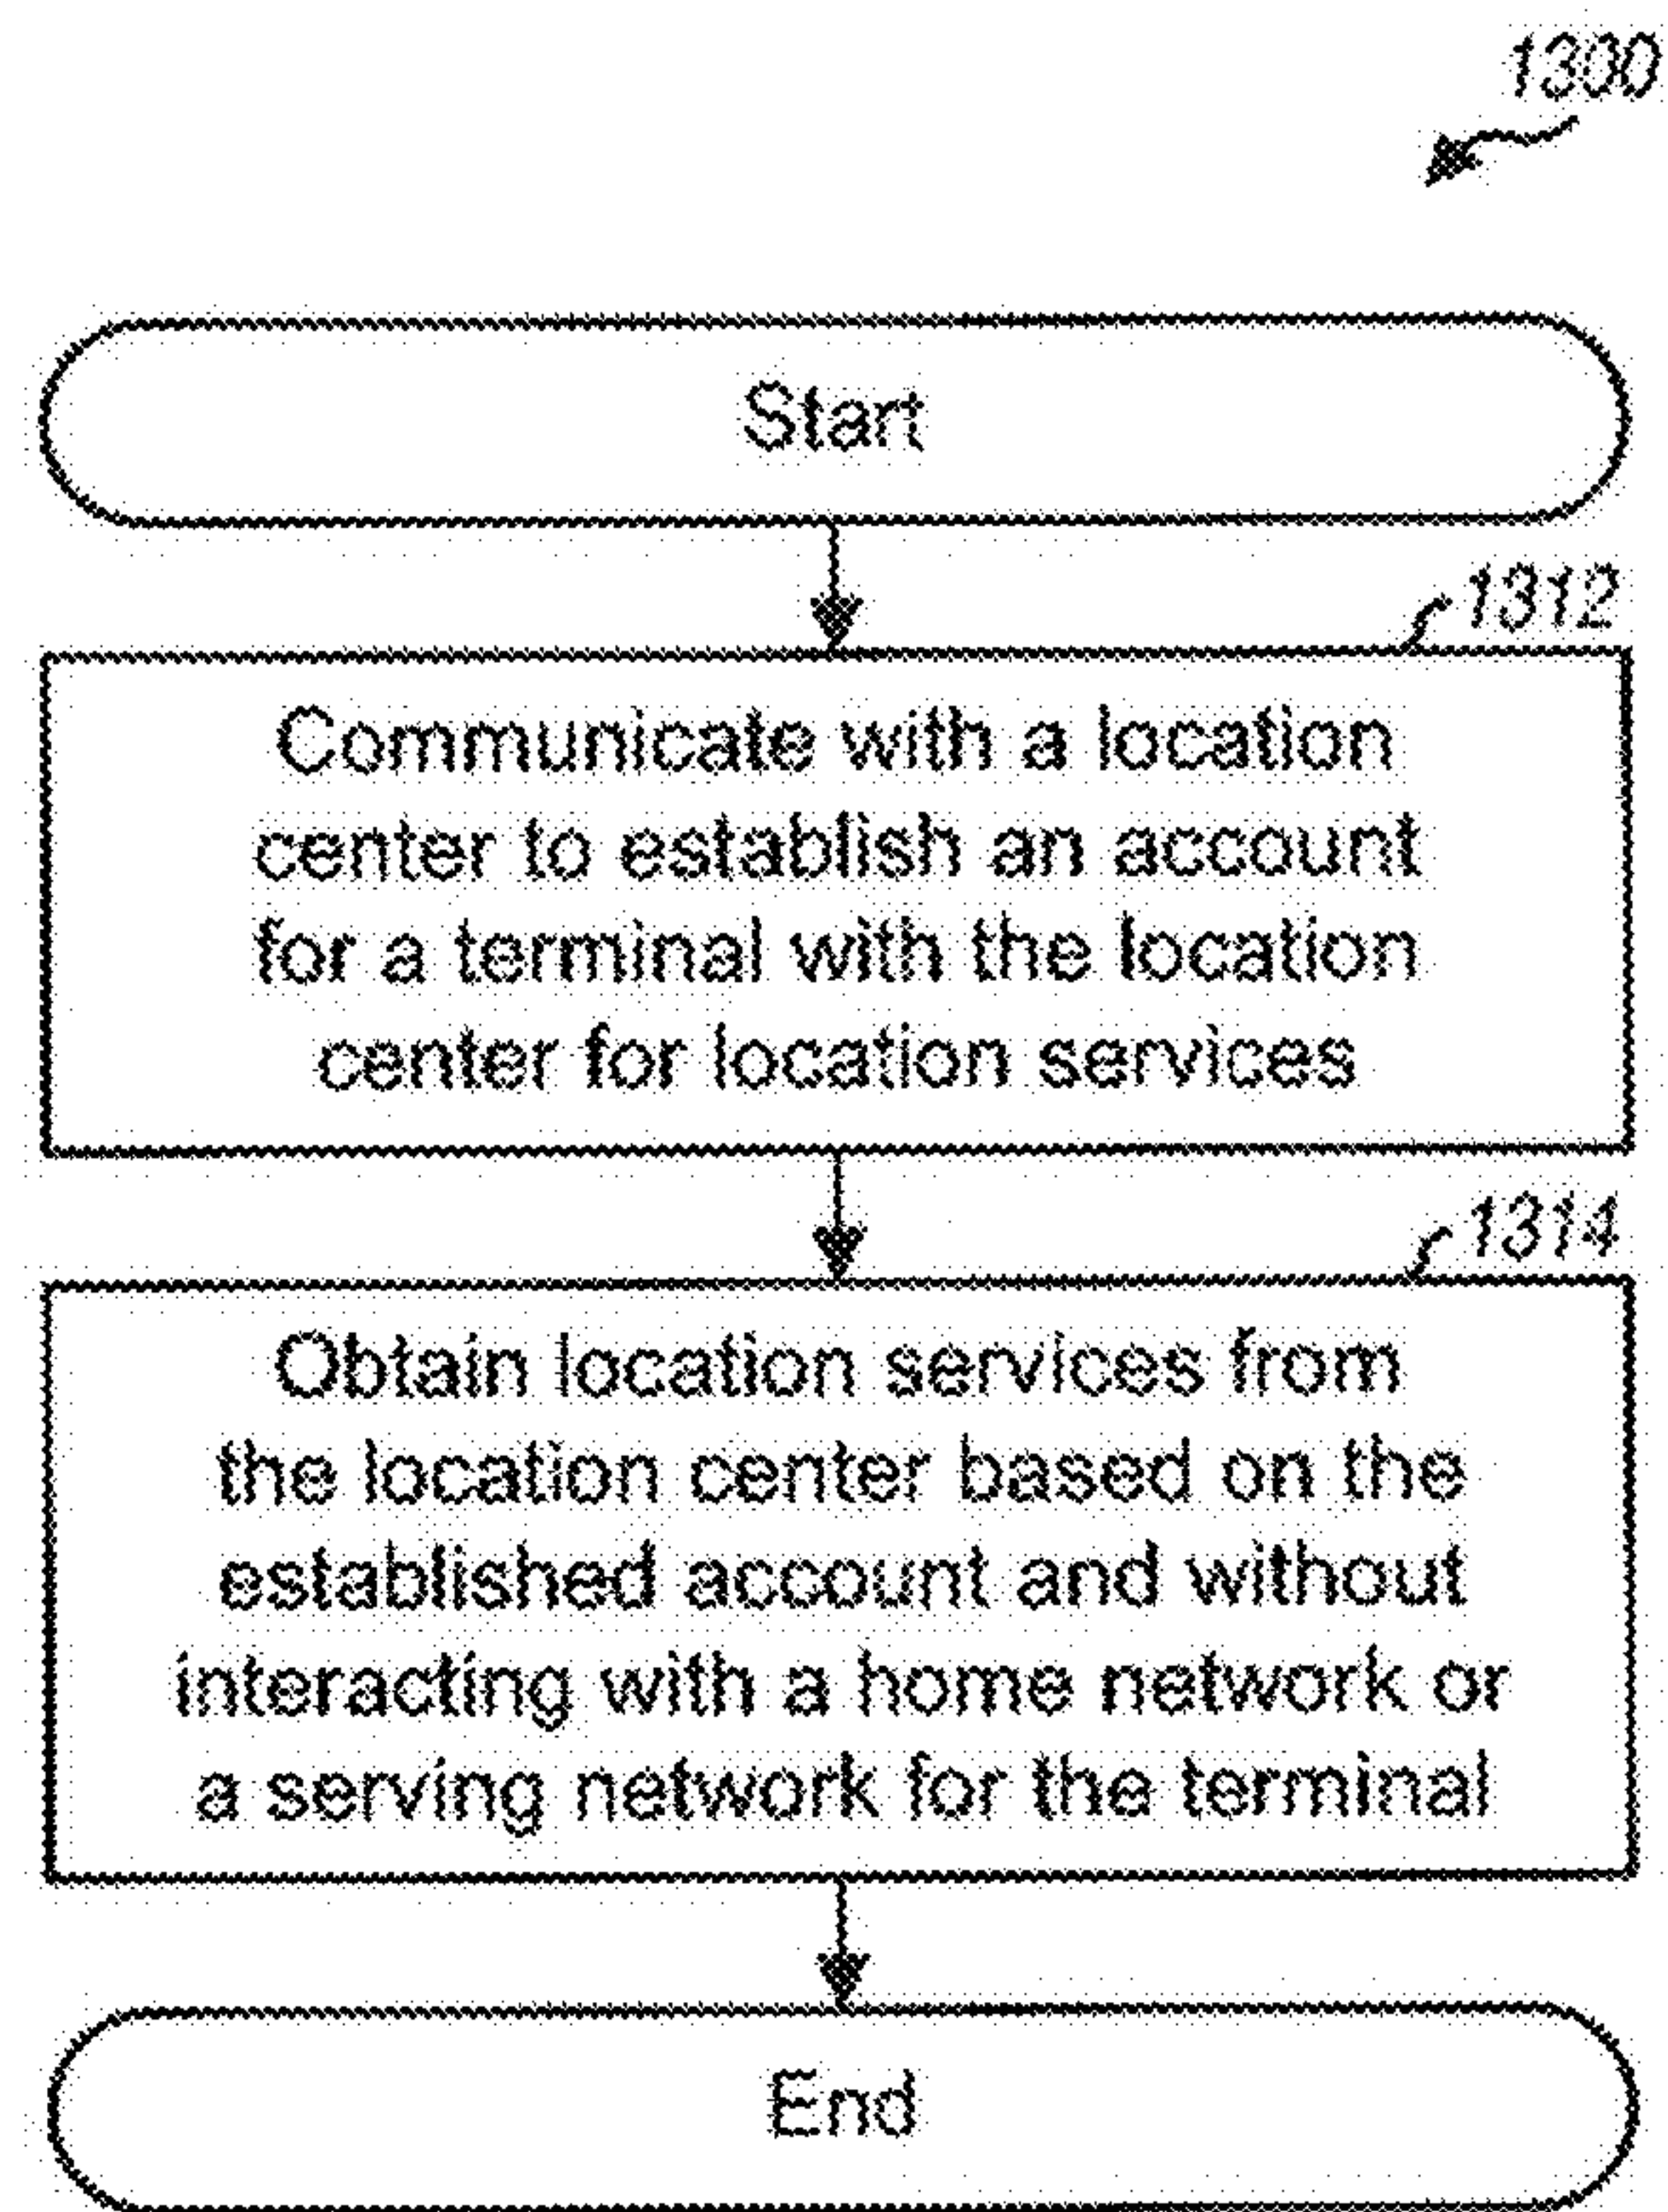 1300
Start
1312
Communicate with a location
center to establish an account
for a terminal with the location
center for location services
1314
Obtain location services from
the location center based on the
established account and without
interacting with a home network or
a serving network for the terminal
End